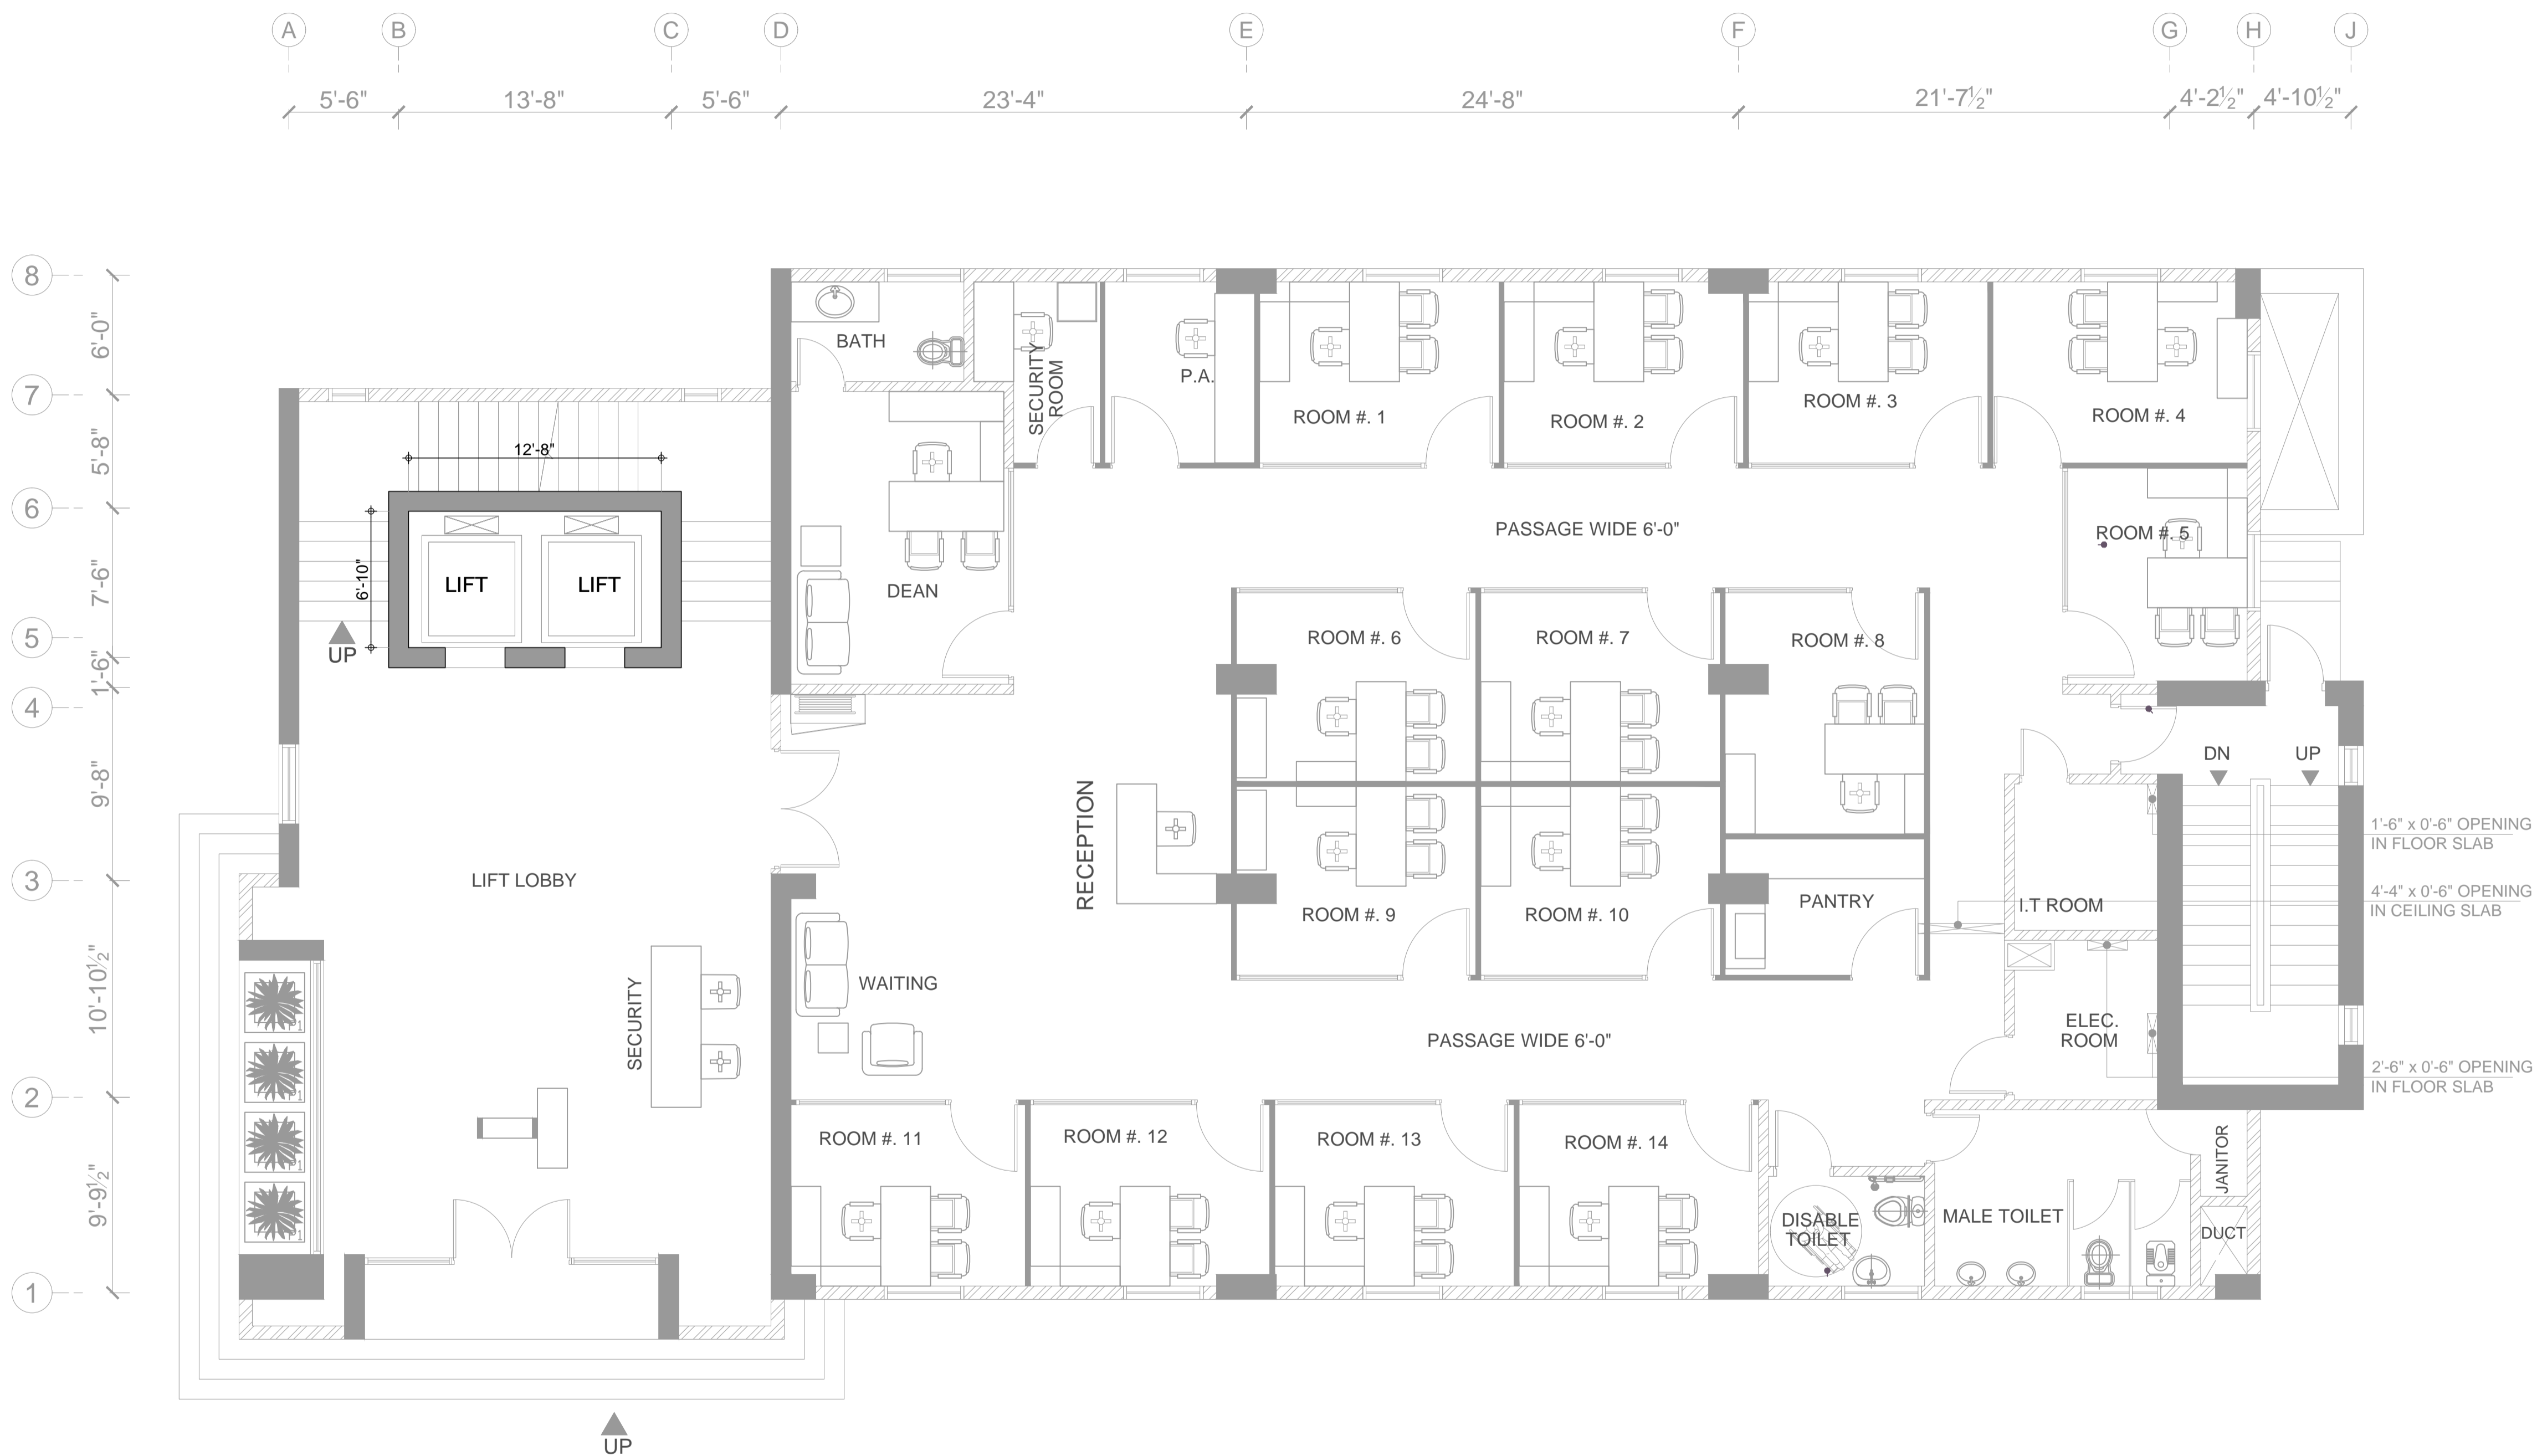 A B C D E F G H J
5'-6" 13'-8" 5'-6" 23'-4" 24'-8" 21'-7½" 4'-2½" 4'-10½"
8
6'-0"
7
5'-8"
6
7'-6"
5
1'-6"
4
9'-8"
3
10'-10½"
2
9'-9½"
1
12'-8"
6'-10"
LIFT
LIFT
UP
BATH
SECURITY
ROOM
P.A.
ROOM #. 1
ROOM #. 2
ROOM #. 3
ROOM #. 4
PASSAGE WIDE 6'-0"
ROOM #. 5
DEAN
ROOM #. 6
ROOM #. 7
ROOM #. 8
DN
UP
RECEPTION
LIFT LOBBY
1'-6" x 0'-6" OPENING
IN FLOOR SLAB
4'-4" x 0'-6" OPENING
IN CEILING SLAB
2'-6" x 0'-6" OPENING
IN FLOOR SLAB
ROOM #. 9
ROOM #. 10
PANTRY
I.T ROOM
WAITING
SECURITY
ELEC.
ROOM
PASSAGE WIDE 6'-0"
1
1
1
1
ROOM #. 11
ROOM #. 12
ROOM #. 13
ROOM #. 14
DISABLE
TOILET
MALE TOILET
JANITOR
DUCT
UP